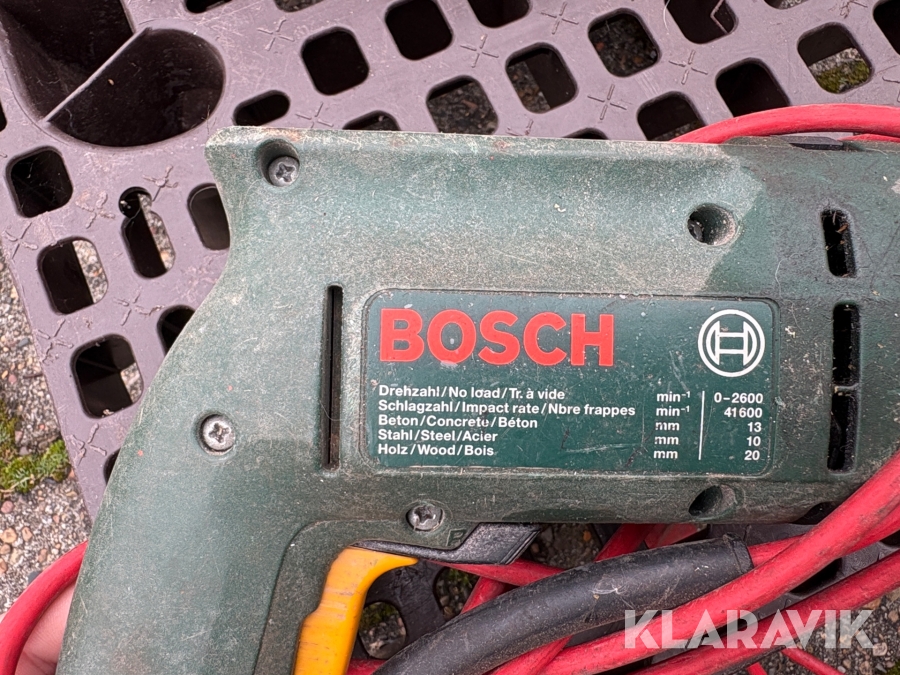 BOSCH
Drehzahl/No load/Tr. à vide min⁻¹ 0-2600
Schlagzahl/Impact rate/Nbre frappes min⁻¹ 41600
Beton/Concrete/Béton mm 13
Stahl/Steel/Acier mm 10
Holz/Wood/Bois mm 20
KLARAVIK